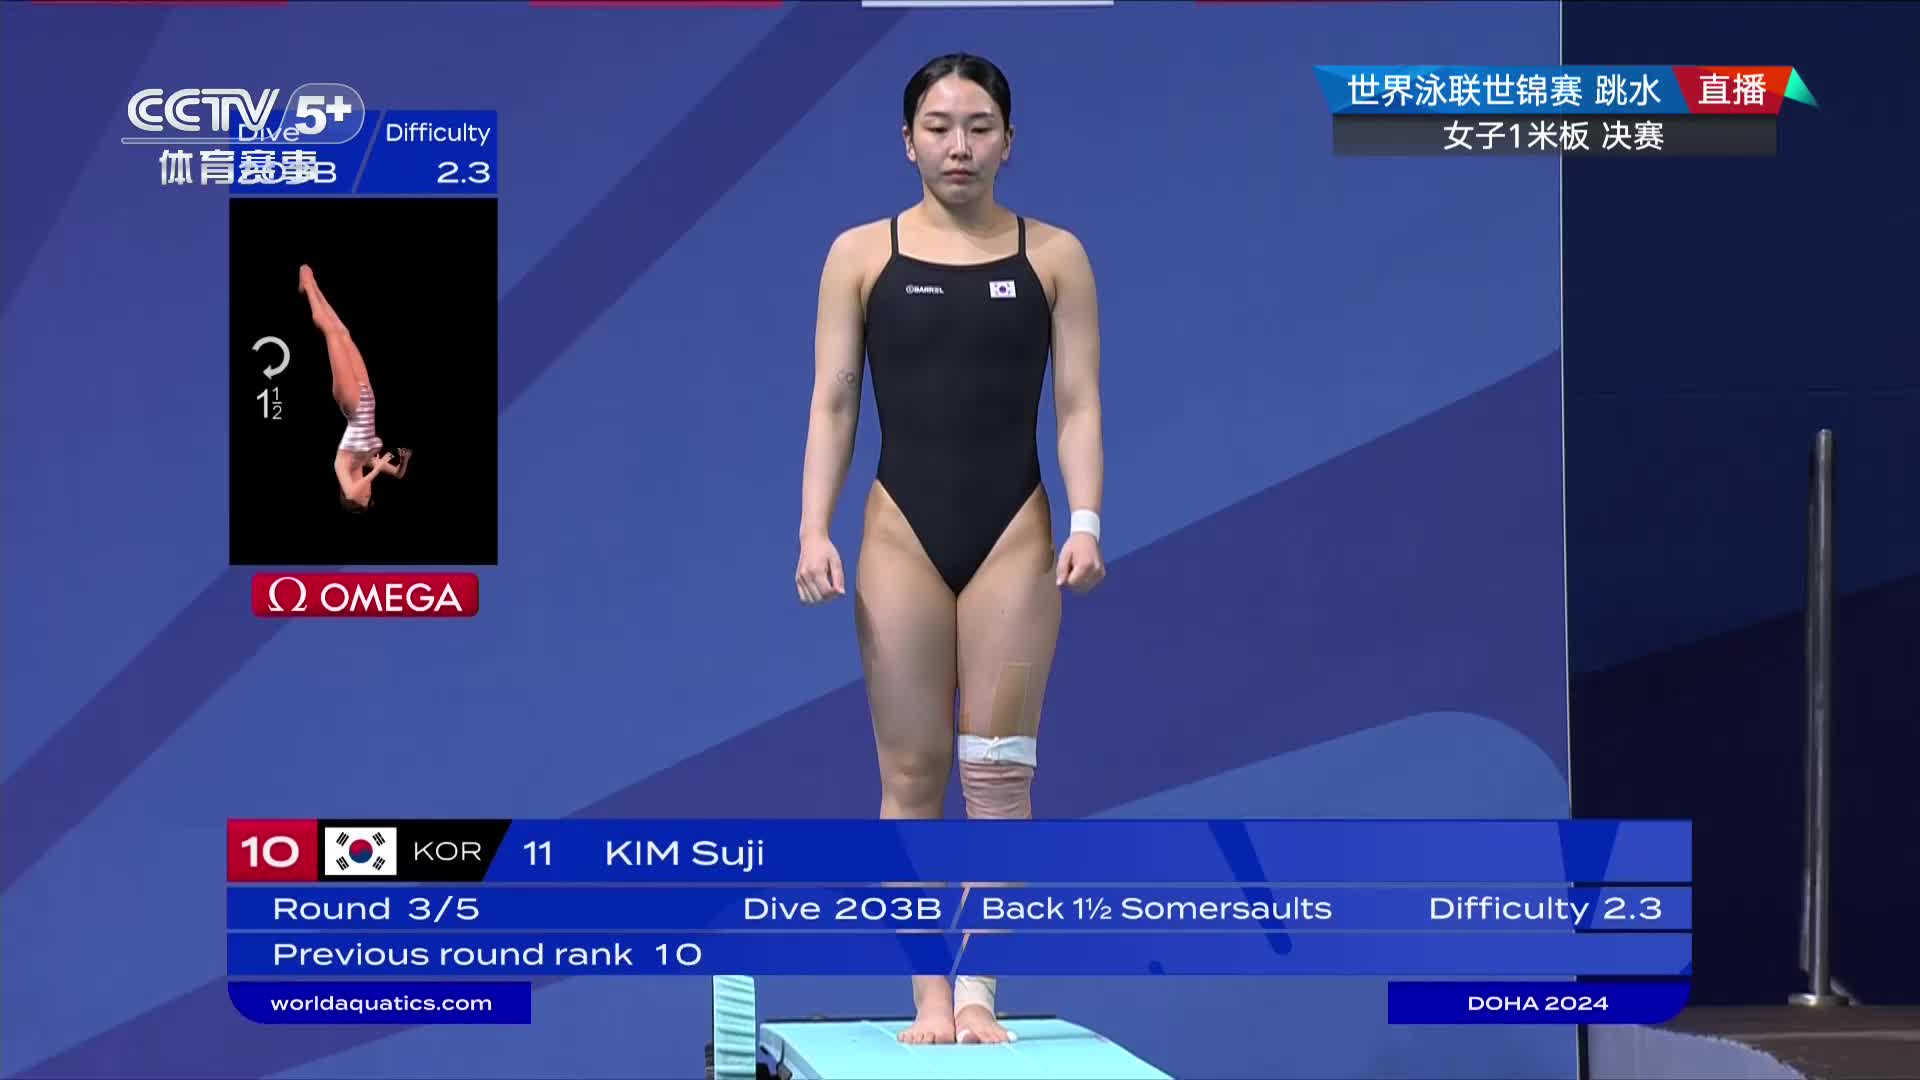 CCTV 5+
体育赛事
Dive
Difficulty
203B
2.3
1½
Ω OMEGA
世界泳联世锦赛 跳水 直播
女子1米板 决赛
BARREL
10 KOR 11 KIM Suji
Round 3/5 Dive 203B Back 1½ Somersaults Difficulty 2.3
Previous round rank 10
worldaquatics.com
DOHA 2024